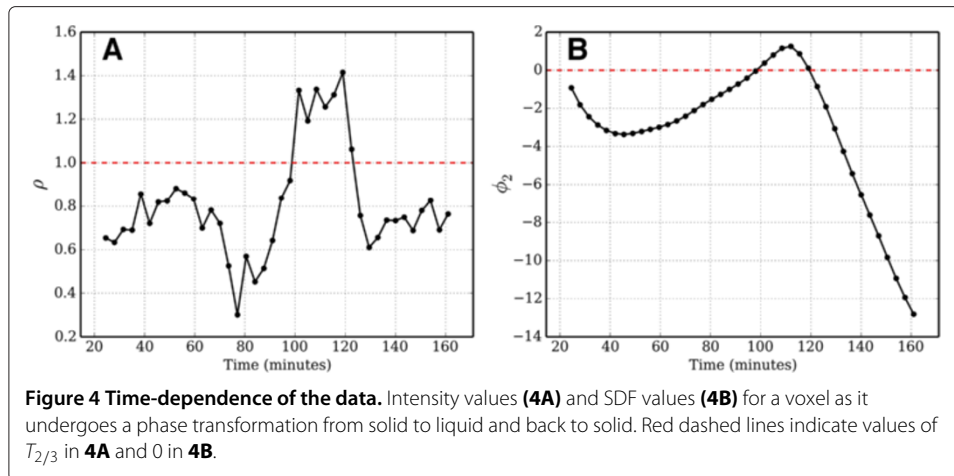 A
1.6
1.4
1.2
1.0
0.8
0.6
0.4
0.2
ρ
20 40 60 80 100 120 140 160
Time (minutes)
B
2
0
−2
−4
−6
−8
−10
−12
−14
ϕ₂
20 40 60 80 100 120 140 160
Time (minutes)
Figure 4 Time-dependence of the data. Intensity values (4A) and SDF values (4B) for a voxel as it
undergoes a phase transformation from solid to liquid and back to solid. Red dashed lines indicate values of
T2/3 in 4A and 0 in 4B.